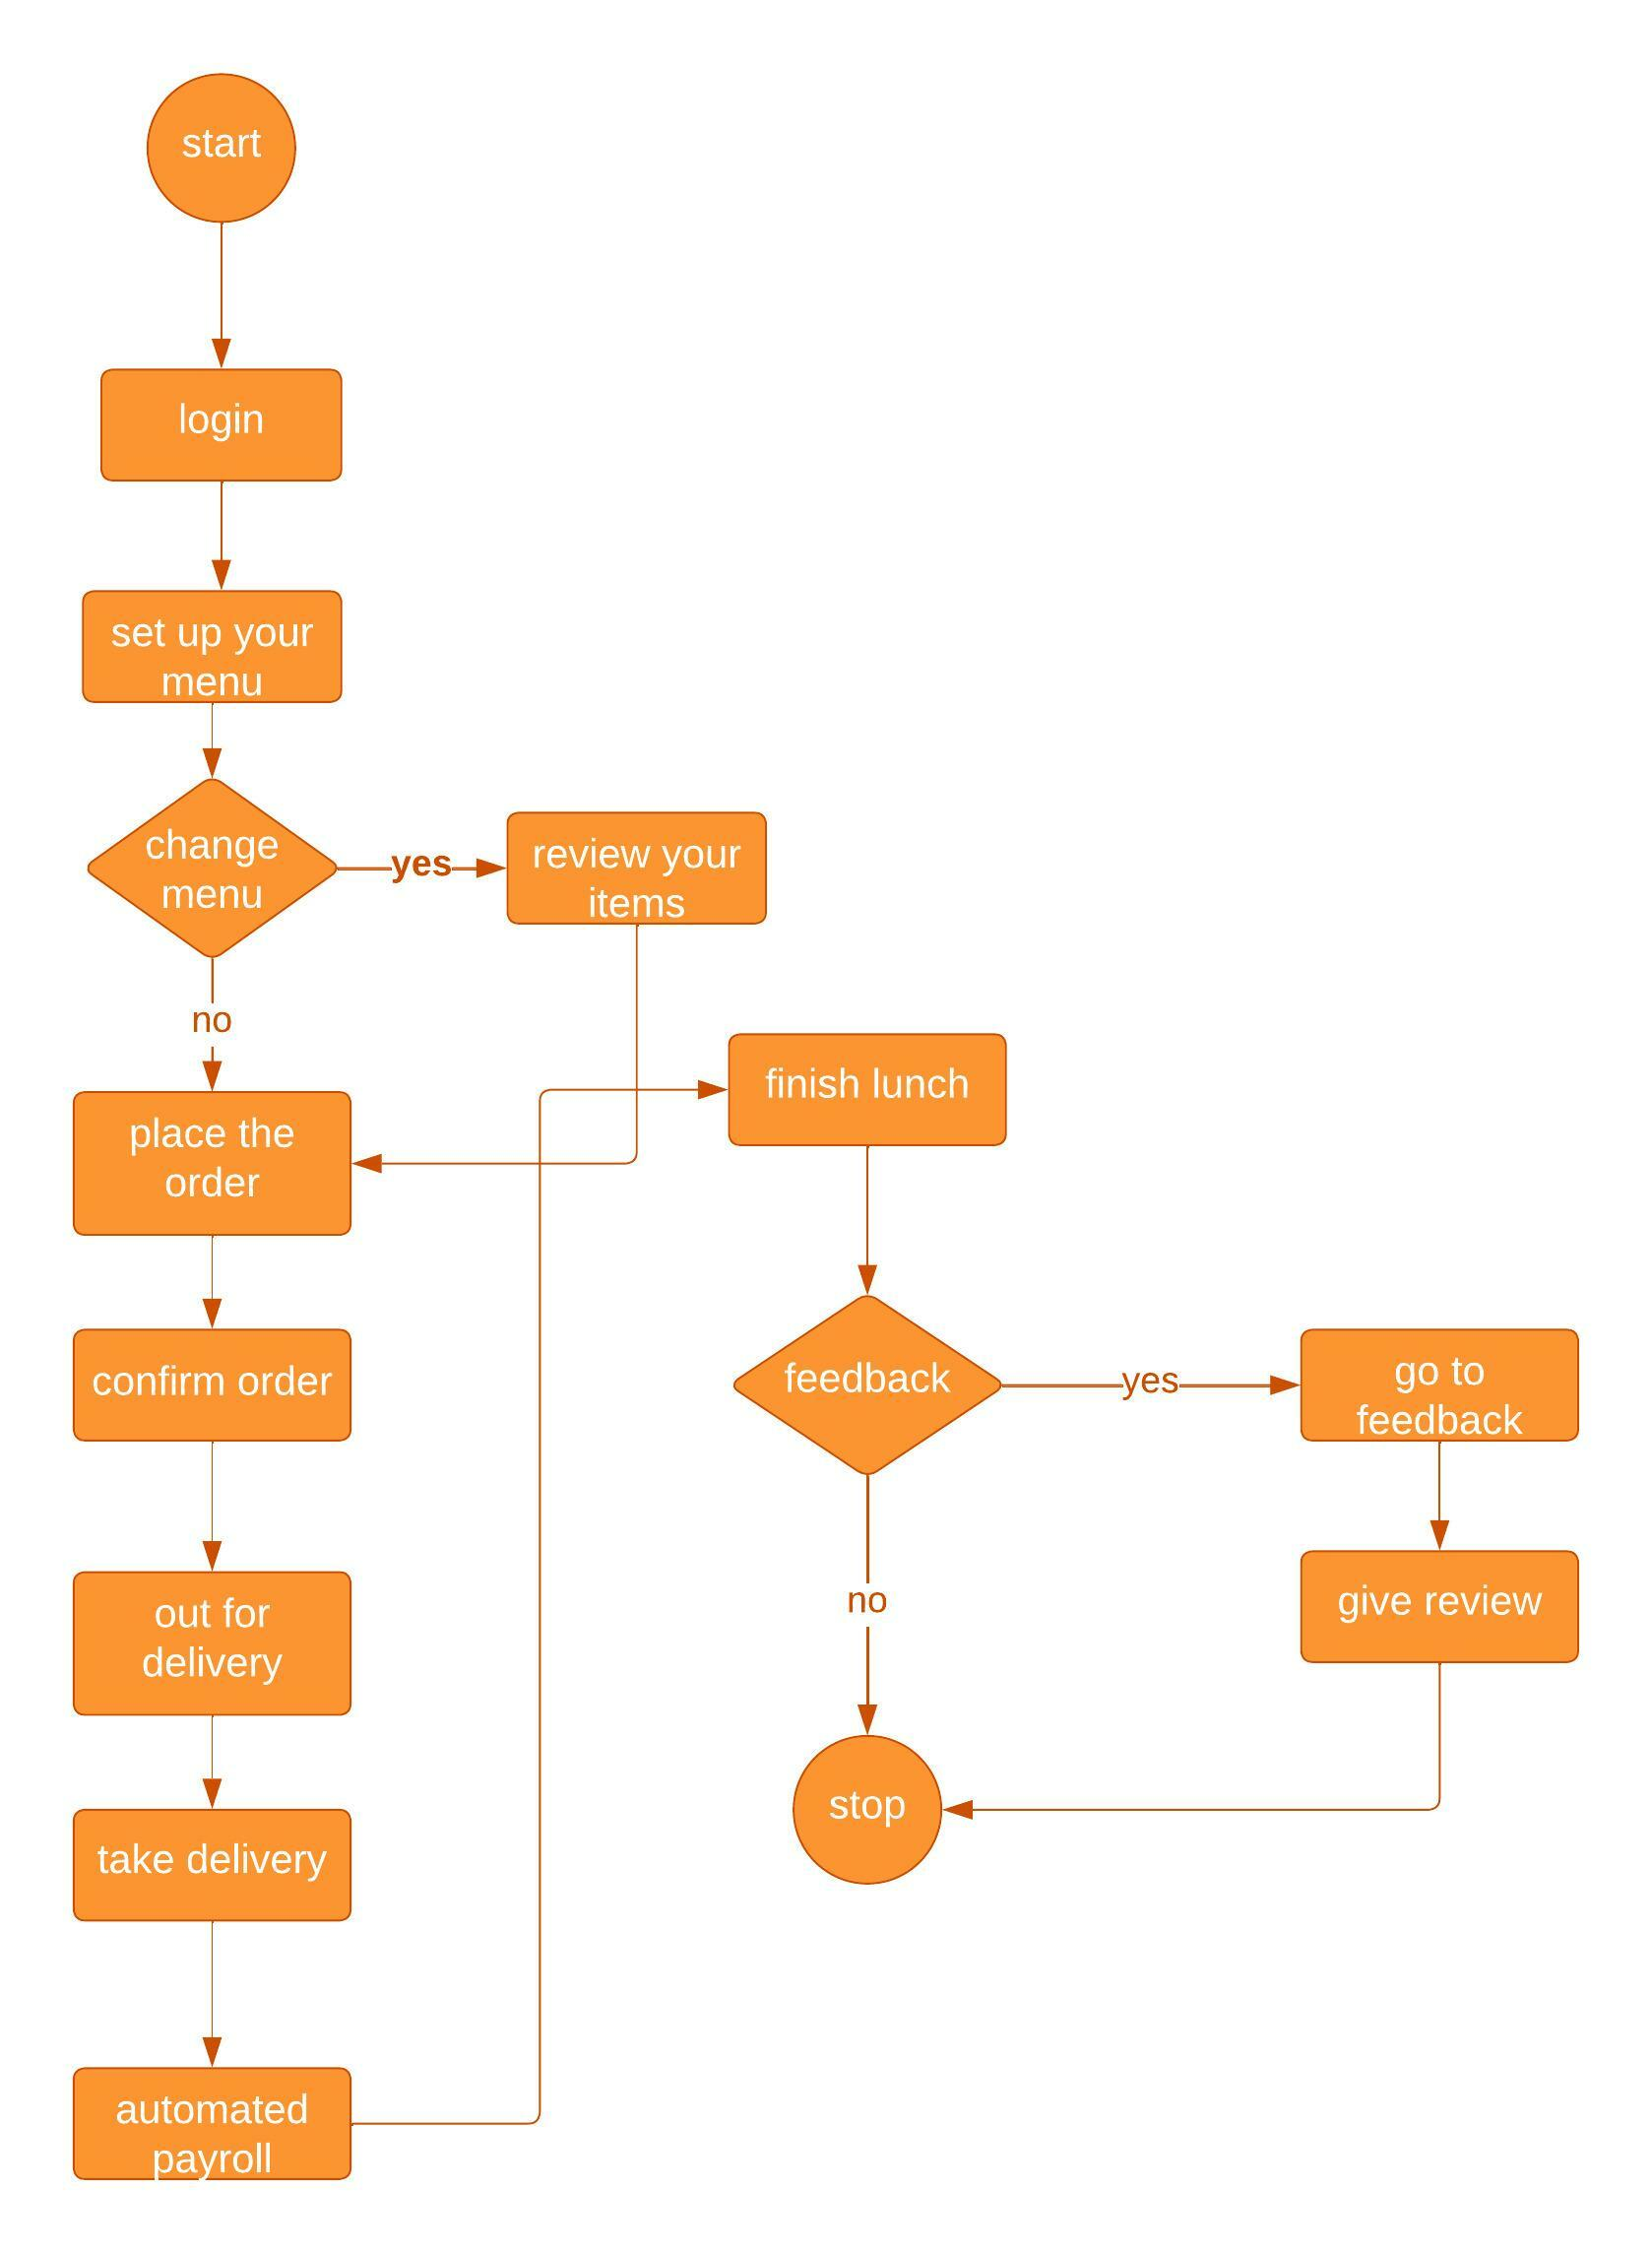 start
login
set up your
menu
change
menu
yes
review your
items
no
place the
order
confirm order
out for
delivery
take delivery
automated
payroll
finish lunch
feedback
yes
go to
feedback
give review
no
stop